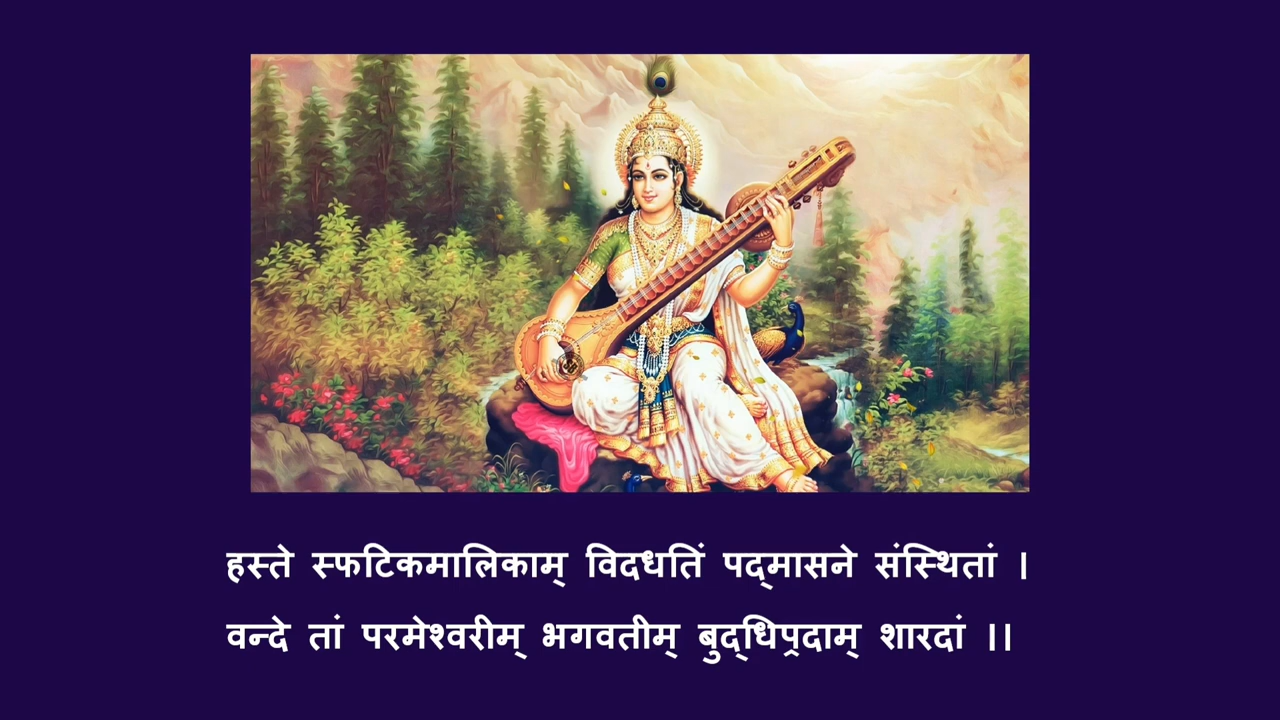 हस्ते स्फटिकमालिकाम् विदधतिं पद्मासने संस्थितां ।
वन्दे तां परमेश्वरीम् भगवतीम् बुद्धिप्रदाम् शारदां ।।